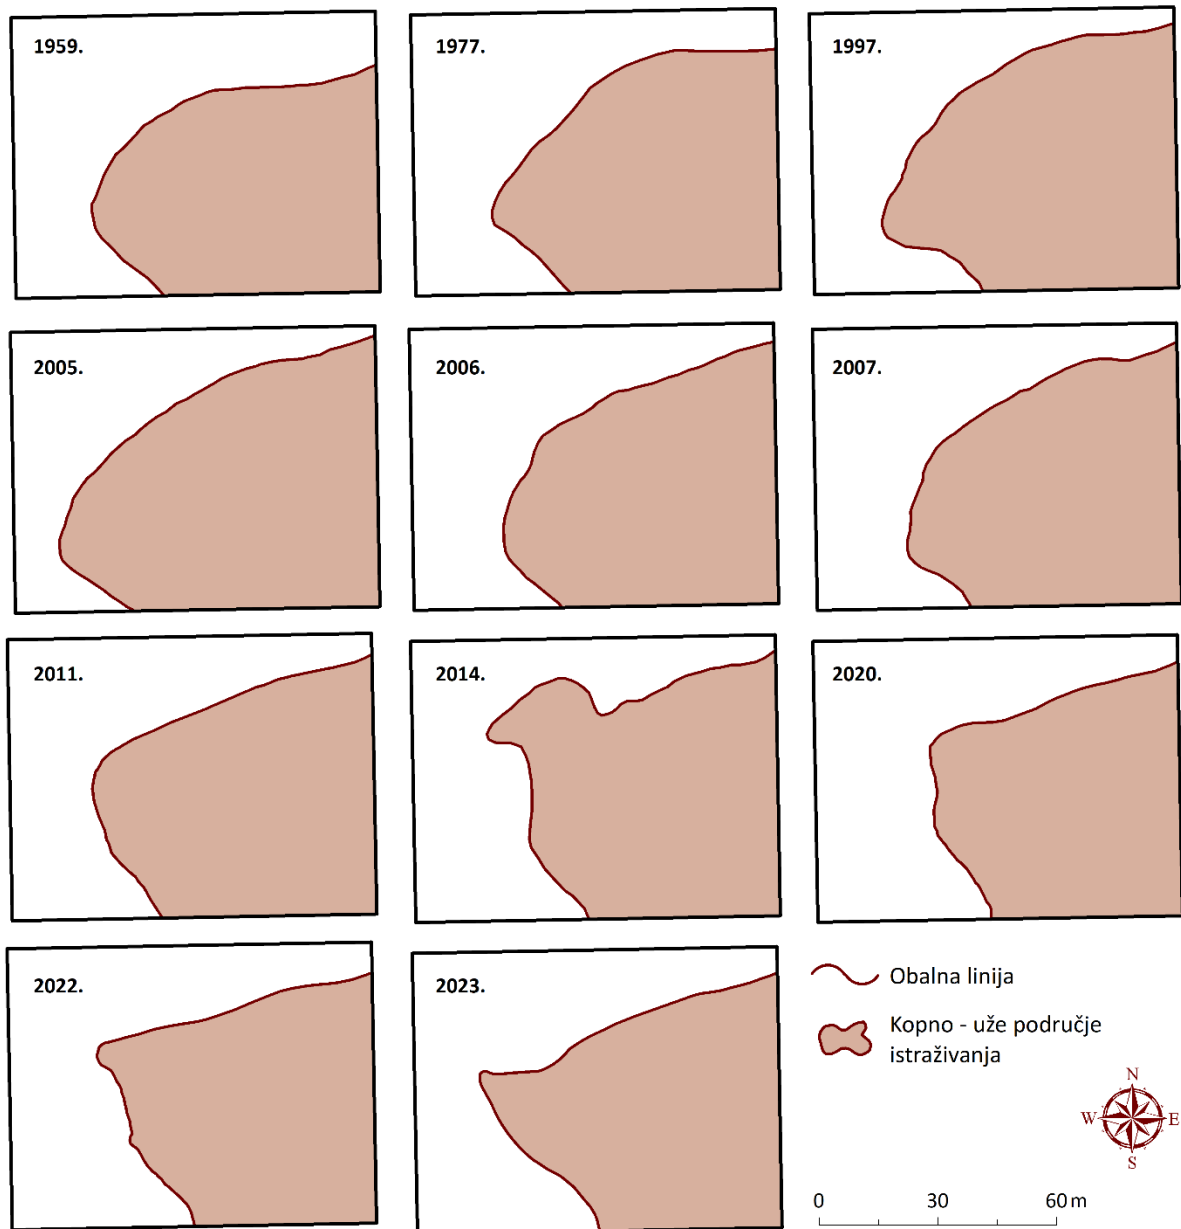 1959.
1977.
1997.
2005.
2006.
2007.
2011.
2014.
2020.
2022.
2023.
Obalna linija
Kopno - uže područje
istraživanja
N
W E
S
0 30 60 m